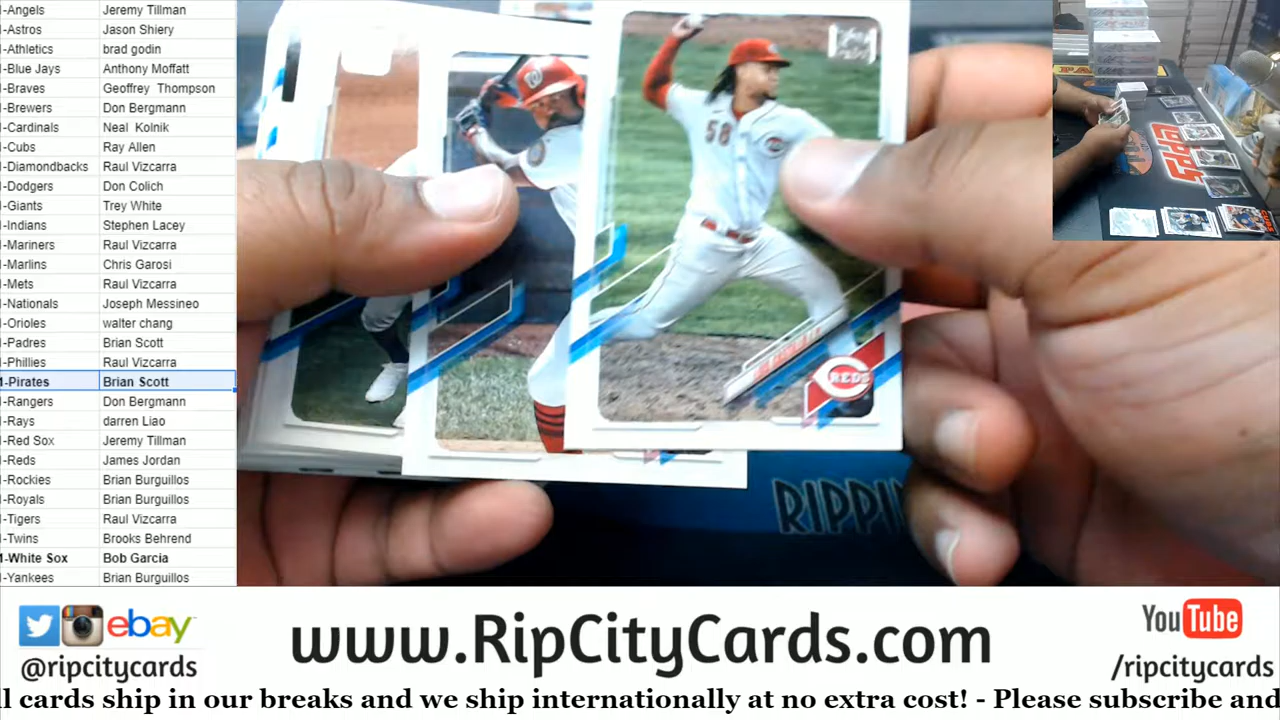 -Angels Jeremy Tillman
-Astros Jason Shiery
-Athletics brad godin
-Blue Jays Anthony Moffatt
-Braves Geoffrey Thompson
-Brewers Don Bergmann
-Cardinals Neal Kolnik
-Cubs Ray Allen
-Diamondbacks Raul Vizcarra
-Dodgers Don Colich
-Giants Trey White
-Indians Stephen Lacey
-Mariners Raul Vizcarra
-Marlins Chris Garosi
-Mets Raul Vizcarra
-Nationals Joseph Messineo
-Orioles walter chang
-Padres Brian Scott
-Phillies Raul Vizcarra
-Pirates Brian Scott
-Rangers Don Bergmann
-Rays darren Liao
-Red Sox Jeremy Tillman
-Reds James Jordan
-Rockies Brian Burguillos
-Royals Brian Burguillos
-Tigers Raul Vizcarra
-Twins Brooks Behrend
-White Sox Bob Garcia
-Yankees Brian Burguillos
W
58
REDS
RIPPI
TOPPS
ebay
@ripcitycards
www.RipCityCards.com
YouTube
/ripcitycards
ll cards ship in our breaks and we ship internationally at no extra cost! - Please subscribe and